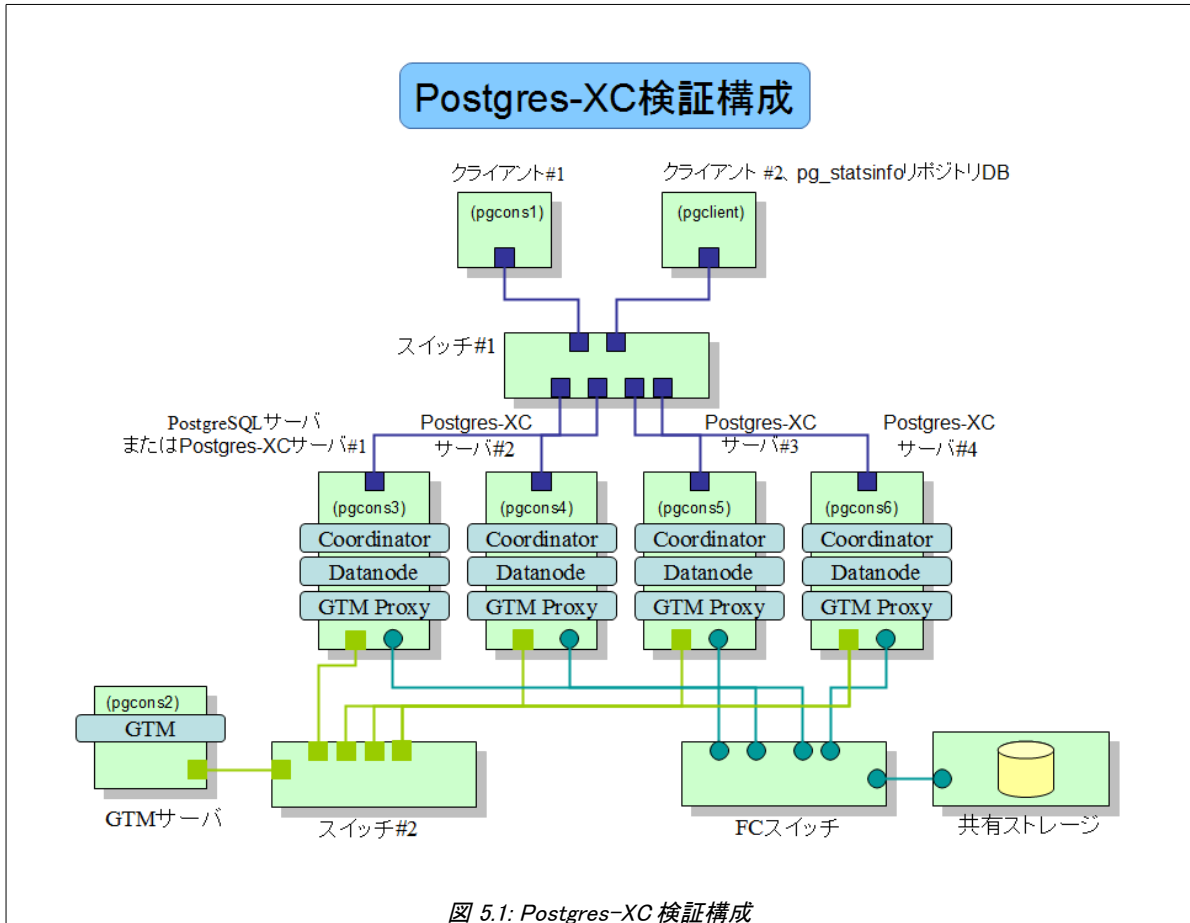 Postgres-XC検証構成
クライアント#1
クライアント #2、pg_statsinfoリポジトリDB
(pgcons1)
(pgclient)
スイッチ#1
PostgreSQLサーバ
またはPostgres-XCサーバ#1
Postgres-XC
サーバ#2
Postgres-XC
サーバ#3
Postgres-XC
サーバ#4
(pgcons3)
Coordinator
Datanode
GTM Proxy
(pgcons4)
Coordinator
Datanode
GTM Proxy
(pgcons5)
Coordinator
Datanode
GTM Proxy
(pgcons6)
Coordinator
Datanode
GTM Proxy
(pgcons2)
GTM
GTMサーバ
スイッチ#2
FCスイッチ
共有ストレージ
図 5.1: Postgres-XC 検証構成